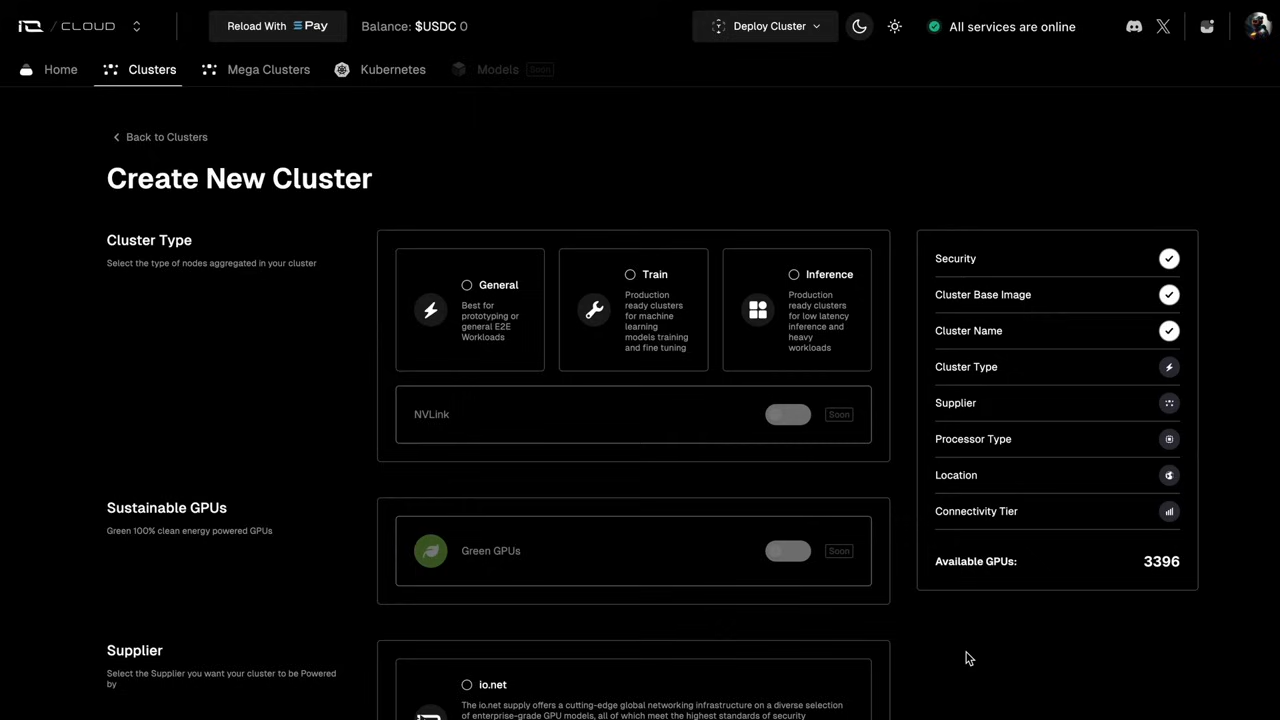 IO / CLOUD
Reload With Pay
Balance: $USDC 0
Deploy Cluster
All services are online
Home
Clusters
Mega Clusters
Kubernetes
Models
Soon
Back to Clusters
Create New Cluster
Cluster Type
Select the type of nodes aggregated in your cluster
General
Best for
prototyping or
general E2E
Workloads
Train
Production
ready clusters
for machine
learning
models training
and fine tuning
Inference
Production
ready clusters
for low latency
inference and
heavy
workloads
NVLink
Soon
Security
Cluster Base Image
Cluster Name
Cluster Type
Supplier
Processor Type
Location
Connectivity Tier
Available GPUs: 3396
Sustainable GPUs
Green 100% clean energy powered GPUs
Green GPUs
Soon
Supplier
Select the Supplier you want your cluster to be Powered
by
io.net
The io.net supply offers a cutting-edge global networking infrastructure on a diverse selection
of enterprise-grade GPU models, all of which meet the highest standards of security